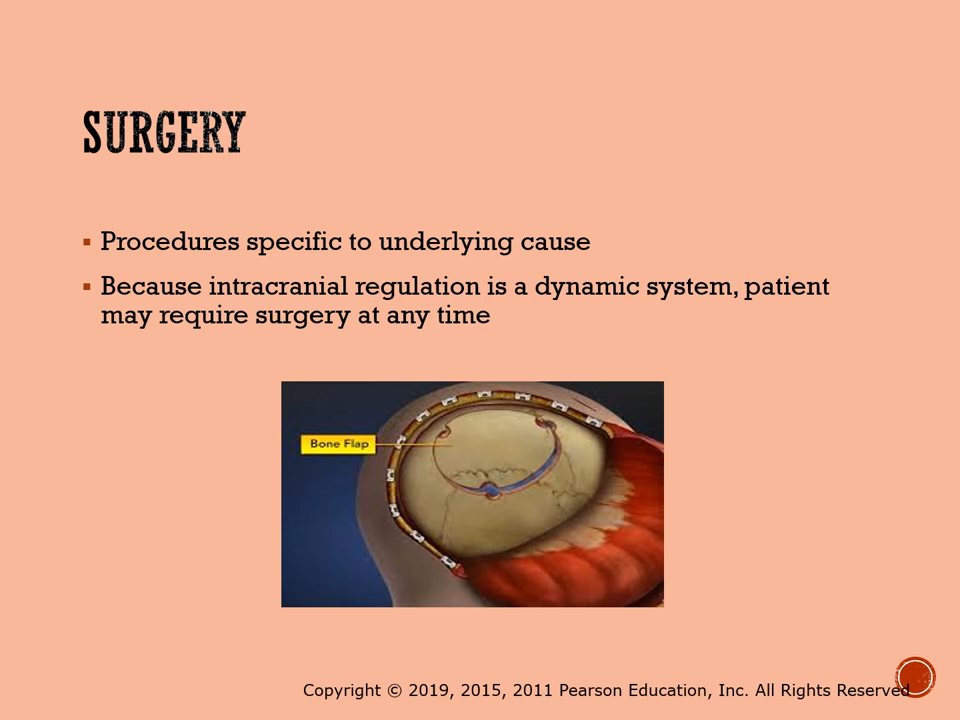 SURGERY
▪ Procedures specific to underlying cause
▪ Because intracranial regulation is a dynamic system, patient
may require surgery at any time
Bone Flap
Copyright © 2019, 2015, 2011 Pearson Education, Inc. All Rights Reserved